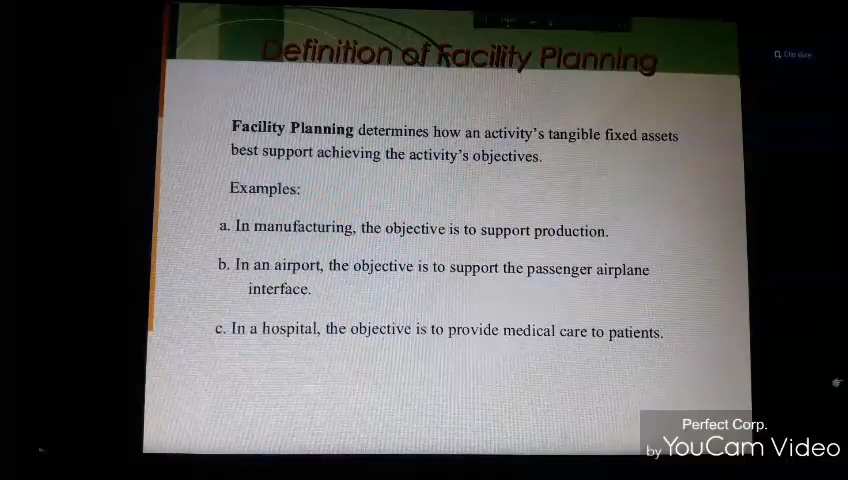 Definition of Facility Planning
Facility Planning determines how an activity's tangible fixed assets
best support achieving the activity's objectives.
Examples:
a. In manufacturing, the objective is to support production.
b. In an airport, the objective is to support the passenger airplane
interface.
c. In a hospital, the objective is to provide medical care to patients.
Perfect Corp.
by YouCam Video